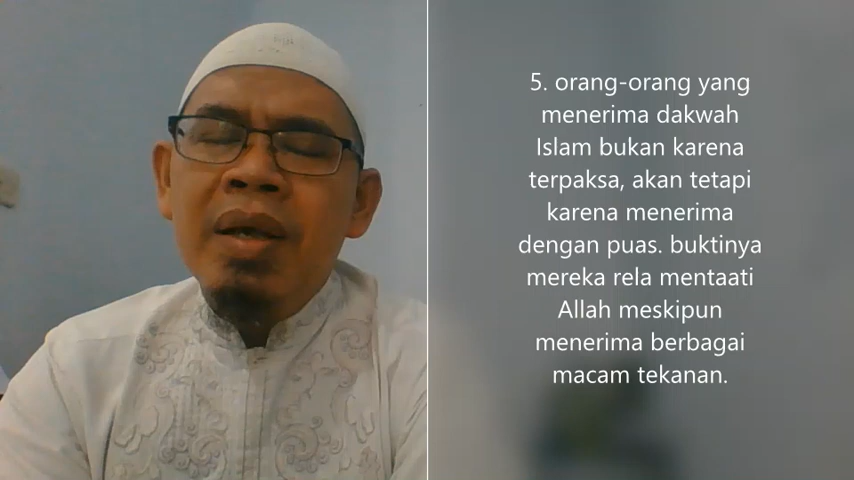 5. orang-orang yang
menerima dakwah
Islam bukan karena
terpaksa, akan tetapi
karena menerima
dengan puas. buktinya
mereka rela mentaati
Allah meskipun
menerima berbagai
macam tekanan.